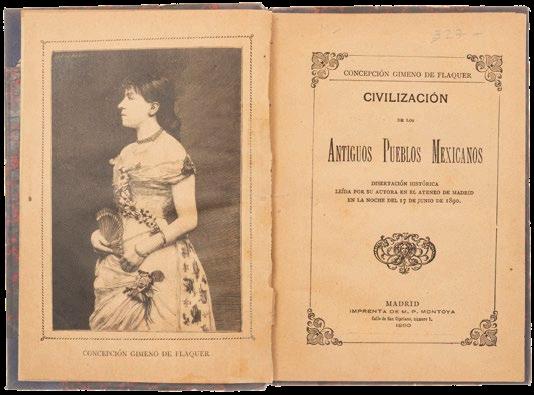 CONCEPCIÓN GIMENO DE FLAQUER
327-
CONCEPCIÓN GIMENO DE FLAQUER
CIVILIZACIÓN
DE LOS
ANTIGUOS PUEBLOS MEXICANOS
DISERTACIÓN HISTÓRICA
LEÍDA POR SU AUTORA EN EL ATENEO DE MADRID
EN LA NOCHE DEL 17 DE JUNIO DE 1890.
MADRID
IMPRENTA DE M. P. MONTOYA
Calle de San Cipriano, número 1.
1890